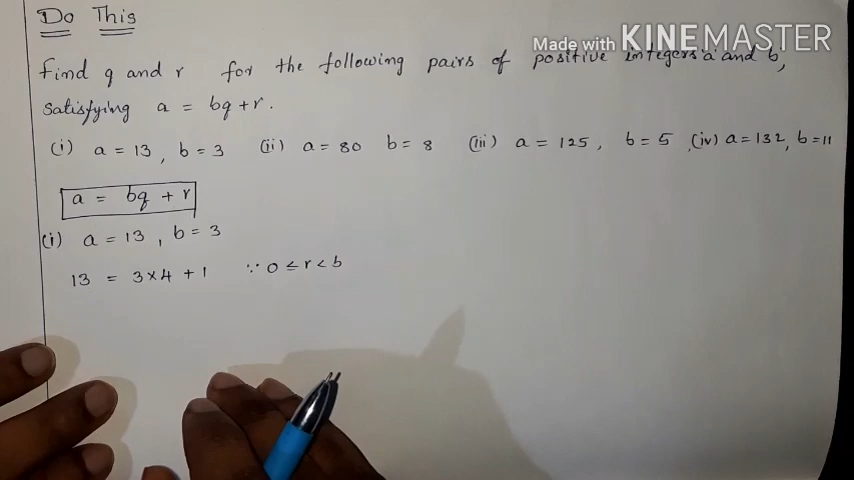 Do This
Made with KINEMASTER
Find q and r for the following pairs of positive integers 'a' and b,
satisfying a = bq + r.
(i) a = 13, b = 3 (ii) a = 80 b = 8 (iii) a = 125, b = 5 (iv) a = 132, b = 11
a = bq + r
(i) a = 13, b = 3
13 = 3 × 4 + 1 ∵ 0 ≤ r < b